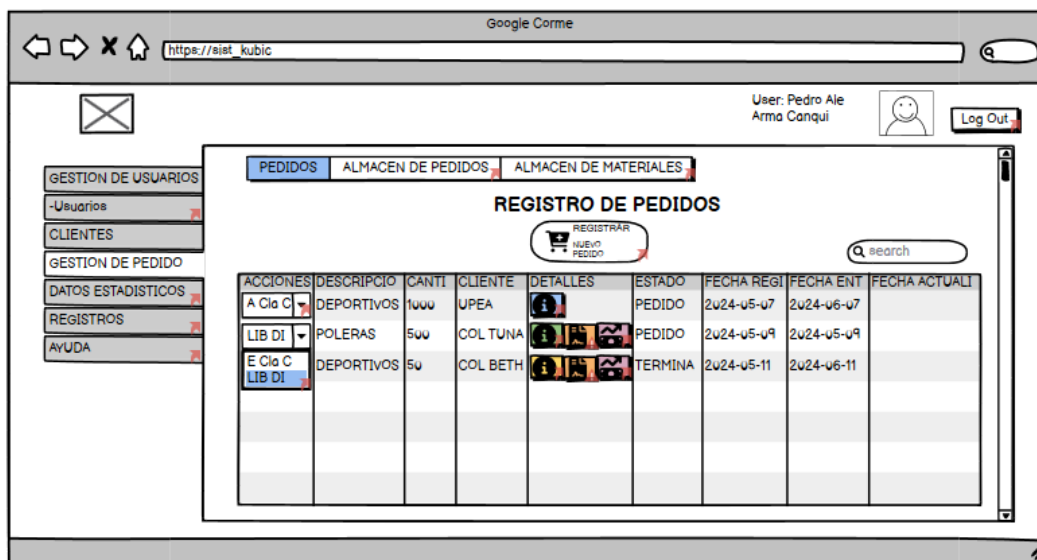 Google Corme
https://sist_kubic
User: Pedro Ale
Arma Canqui
Log Out
GESTION DE USUARIOS
-Usuarios
CLIENTES
GESTION DE PEDIDO
DATOS ESTADISTICOS
REGISTROS
AYUDA
PEDIDOS ALMACEN DE PEDIDOS ALMACEN DE MATERIALES
REGISTRO DE PEDIDOS
REGISTRAR
NUEVO
PEDIDO
search
ACCIONES DESCRIPCIO CANTI CLIENTE DETALLES ESTADO FECHA REGI FECHA ENT FECHA ACTUALI
A Cla C DEPORTIVOS 1000 UPEA PEDIDO 2024-05-07 2024-06-07
LIB DI POLERAS 500 COL TUNA PEDIDO 2024-05-09 2024-05-09
E Cla C
LIB DI
DEPORTIVOS 50 COL BETH TERMINA 2024-05-11 2024-06-11